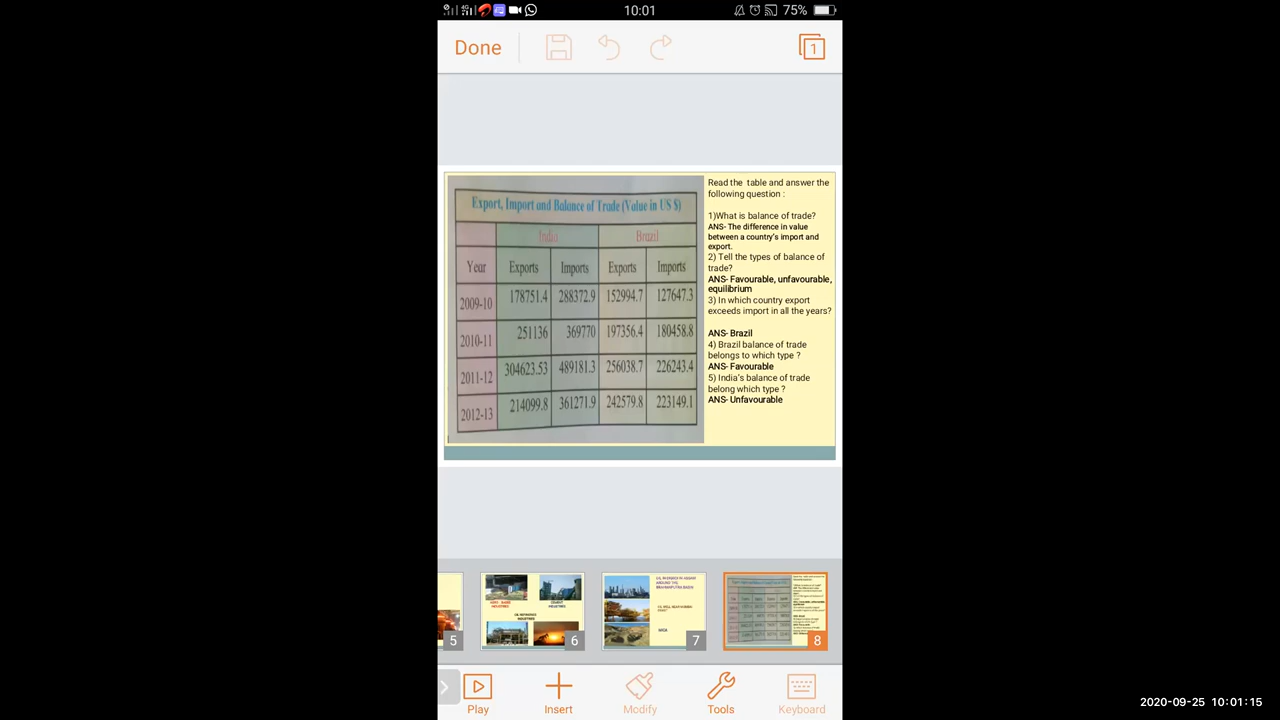 10:01
75%
Done
1
Export, Import and Balance of Trade (Value in US $)
India Brazil
Year Exports Imports Exports Imports
2009-10 178751.4 288372.9 152994.7 127647.3
2010-11 251136 369770 197356.4 180458.8
2011-12 304623.53 489181.3 256038.7 226243.4
2012-13 214099.8 361271.9 242579.8 223149.1
Read the table and answer the
following question :
1)What is balance of trade?
ANS- The difference in value
between a country's import and
export.
2) Tell the types of balance of
trade?
ANS- Favourable, unfavourable,
equilibrium
3) In which country export
exceeds import in all the years?
ANS- Brazil
4) Brazil balance of trade
belongs to which type ?
ANS- Favourable
5) India's balance of trade
belong which type ?
ANS- Unfavourable
5
6
7
8
Play Insert Modify Tools Keyboard
2020-09-25 10:01:15